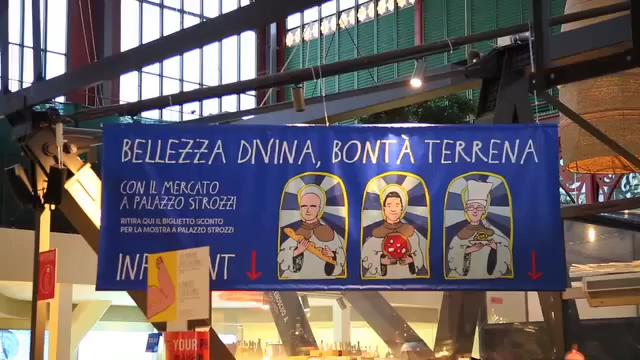 BELLEZZA DIVINA, BONTÀ TERRENA
CON IL MERCATO
A PALAZZO STROZZI
RITIRA QUI IL BIGLIETTO SCONTO
PER LA MOSTRA A PALAZZO STROZZI
YOUR